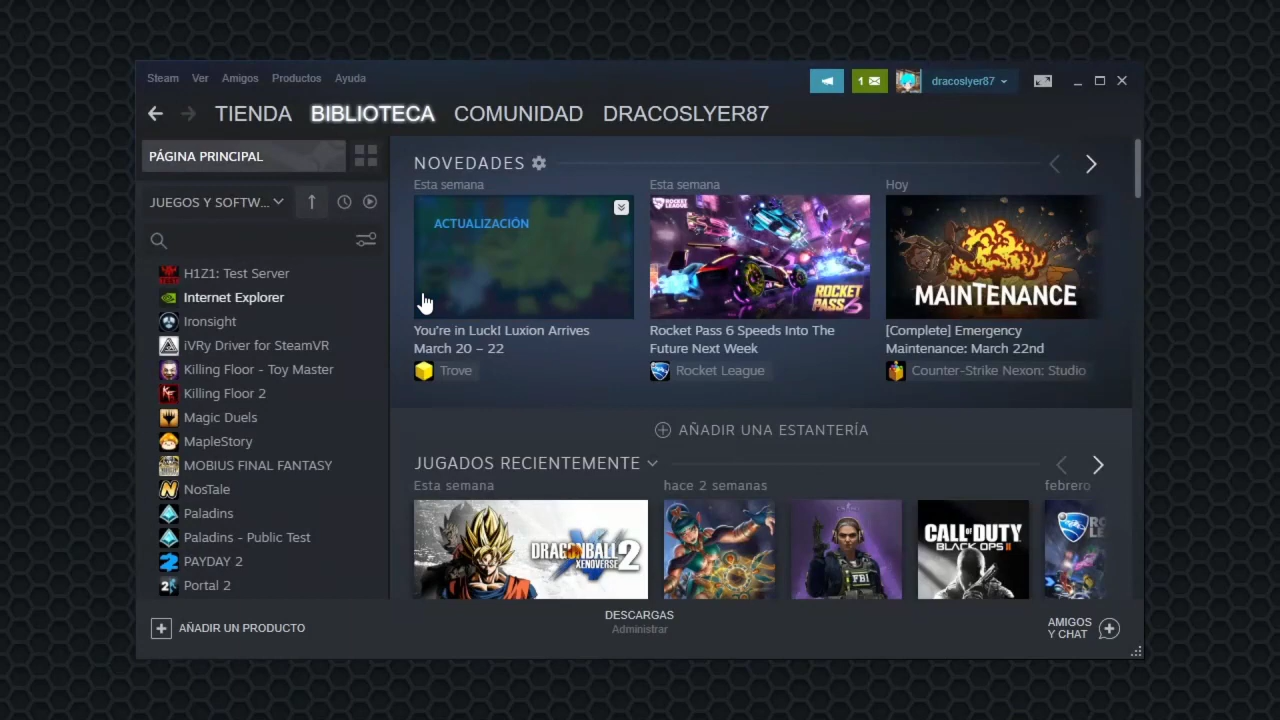 Steam Ver Amigos Productos Ayuda
1
dracoslyer87
TIENDA BIBLIOTECA COMUNIDAD DRACOSLYER87
PÁGINA PRINCIPAL
JUEGOS Y SOFTW...
H1Z1: Test Server
Internet Explorer
Ironsight
iVRy Driver for SteamVR
Killing Floor - Toy Master
Killing Floor 2
Magic Duels
MapleStory
MOBIUS FINAL FANTASY
NosTale
Paladins
Paladins - Public Test
PAYDAY 2
Portal 2
NOVEDADES
Esta semana
ACTUALIZACIÓN
You're in Luck! Luxion Arrives
March 20 – 22
Trove
Esta semana
ROCKET LEAGUE
ROCKET
PASS 6
Rocket Pass 6 Speeds Into The
Future Next Week
Rocket League
Hoy
MAINTENANCE
[Complete] Emergency
Maintenance: March 22nd
Counter-Strike Nexon: Studio
AÑADIR UNA ESTANTERÍA
JUGADOS RECIENTEMENTE
Esta semana
hace 2 semanas
febrero
DRAGONBALL
XENOVERSE 2
FBI
CALL OF DUTY
BLACK OPS II
AÑADIR UN PRODUCTO
DESCARGAS
Administrar
AMIGOS
Y CHAT